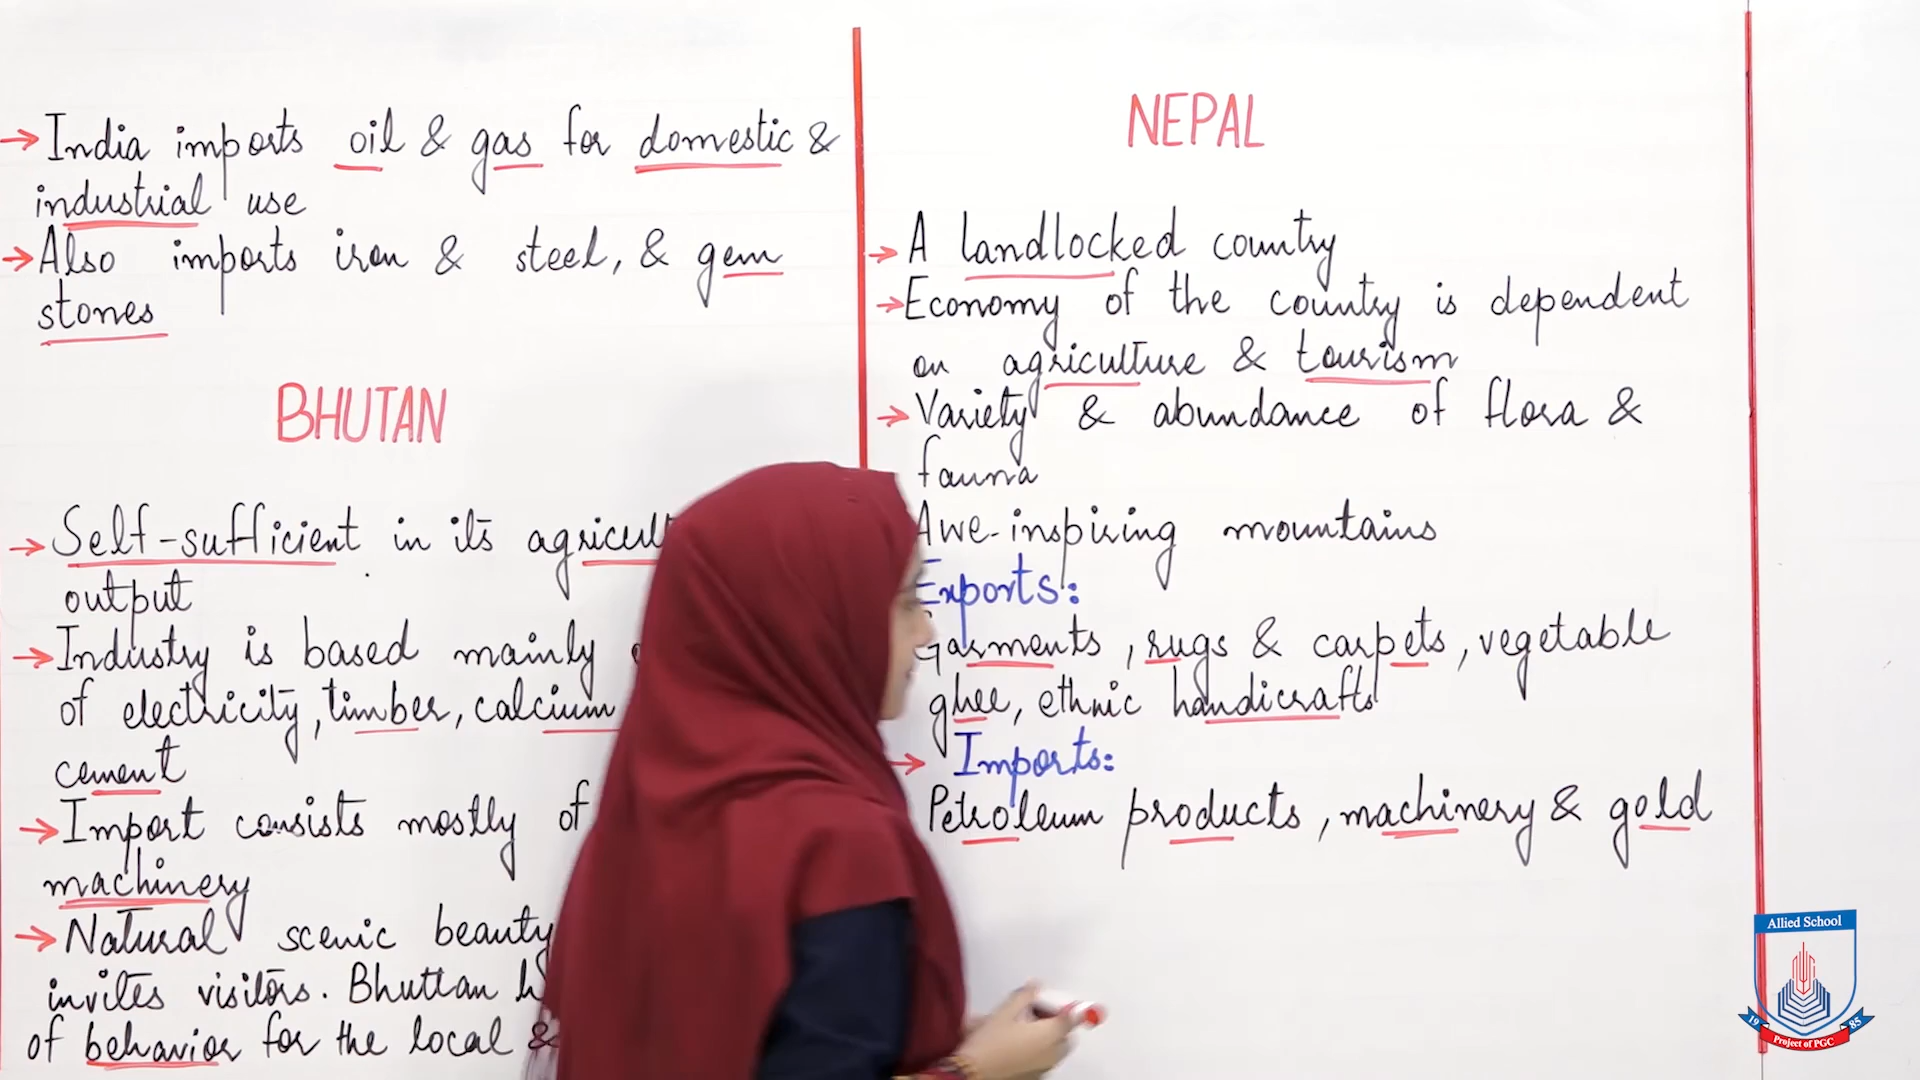 India imports oil & gas for domestic &
industrial use
Also imports iron & steel, & gem
stones
BHUTAN
Self-sufficient in its
output
Industry is based mainly
of electricity, timber, calcium
cement
Import consists mostly of
machinery
Natural scenic beauty
invites visitors. Bhuttan
of behavior for the local &
NEPAL
A landlocked country
Economy of the country is dependent
on agriculture & tourism
Variety & abundance of flora &
fauna
Awe-inspiring mountains
Exports:
Garments, rugs & carpets, vegetable
ghee, ethnic handicrafts
Imports:
Petroleum products, machinery & gold
Allied School
19 85
Project of PGC